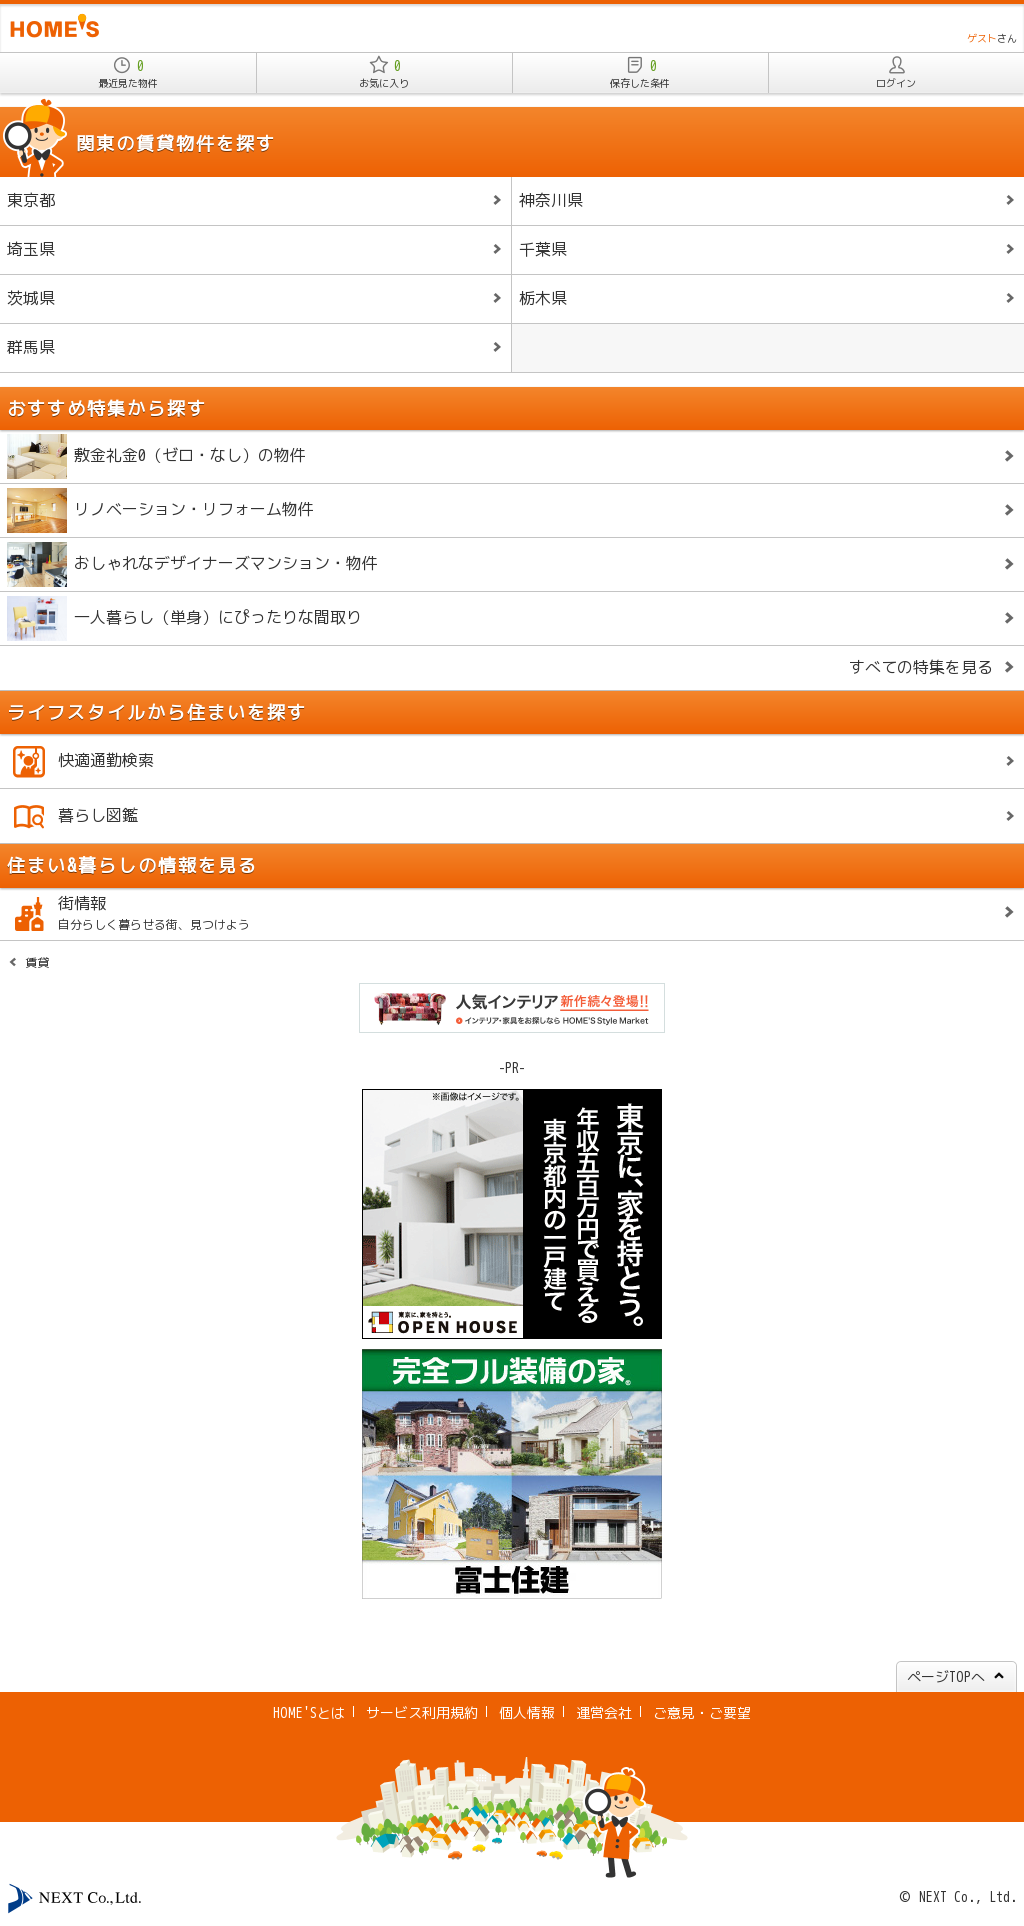 HOME'S
ゲストさん
0
最近見た物件
0
お気に入り
0
保存した条件
ログイン
関東の賃貸物件を探す
東京都
神奈川県
埼玉県
千葉県
茨城県
栃木県
群馬県
おすすめ特集から探す
敷金礼金0（ゼロ・なし）の物件
リノベーション・リフォーム物件
おしゃれなデザイナーズマンション・物件
一人暮らし（単身）にぴったりな間取り
すべての特集を見る
ライフスタイルから住まいを探す
快適通勤検索
暮らし図鑑
住まい&暮らしの情報を見る
街情報
自分らしく暮らせる街、見つけよう
賃貸
人気インテリア新作続々登場!!
インテリア・家具をお探しなら HOME'S Style Market
-PR-
※画像はイメージです。
東京に、家を持とう。
年収五百万円で買える
東京都内の一戸建て
東京に、家を持とう。
OPEN HOUSE
完全フル装備の家®
富士住建
ページTOPへ
HOME'Sとは | サービス利用規約 | 個人情報 | 運営会社 | ご意見・ご要望
NEXT Co.,Ltd.
© NEXT Co., Ltd.